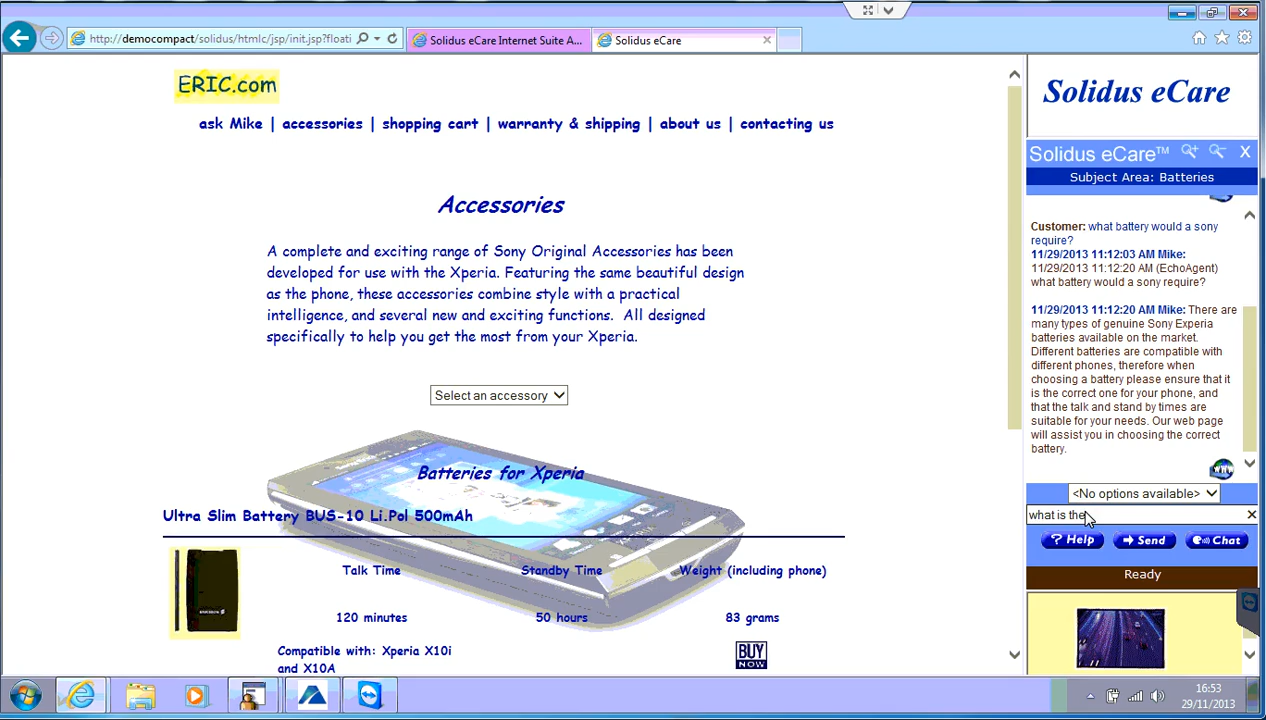 http://democompact/solidus/htmlc/jsp/init.jsp?floati
Solidus eCare Internet Suite A...
Solidus eCare
ERIC.com
ask Mike | accessories | shopping cart | warranty & shipping | about us | contacting us
Accessories
A complete and exciting range of Sony Original Accessories has been
developed for use with the Xperia. Featuring the same beautiful design
as the phone, these accessories combine style with a practical
intelligence, and several new and exciting functions. All designed
specifically to help you get the most from your Xperia.
Select an accessory
Batteries for Xperia
Ultra Slim Battery BUS-10 Li.Pol 500mAh
Talk Time Standby Time Weight (including phone)
120 minutes 50 hours 83 grams
Compatible with: Xperia X10i
and X10A
BUY
NOW
Solidus eCare
Solidus eCare™ X
Subject Area: Batteries
Customer: what battery would a sony
require?
11/29/2013 11:12:03 AM Mike:
11/29/2013 11:12:20 AM (EchoAgent)
what battery would a sony require?
11/29/2013 11:12:20 AM Mike: There are
many types of genuine Sony Experia
batteries available on the market.
Different batteries are compatible with
different phones, therefore when
choosing a battery please ensure that it
is the correct one for your phone, and
that the talk and stand by times are
suitable for your needs. Our web page
will assist you in choosing the correct
battery.
<No options available>
what is the
? Help Send Chat
Ready
16:53
29/11/2013